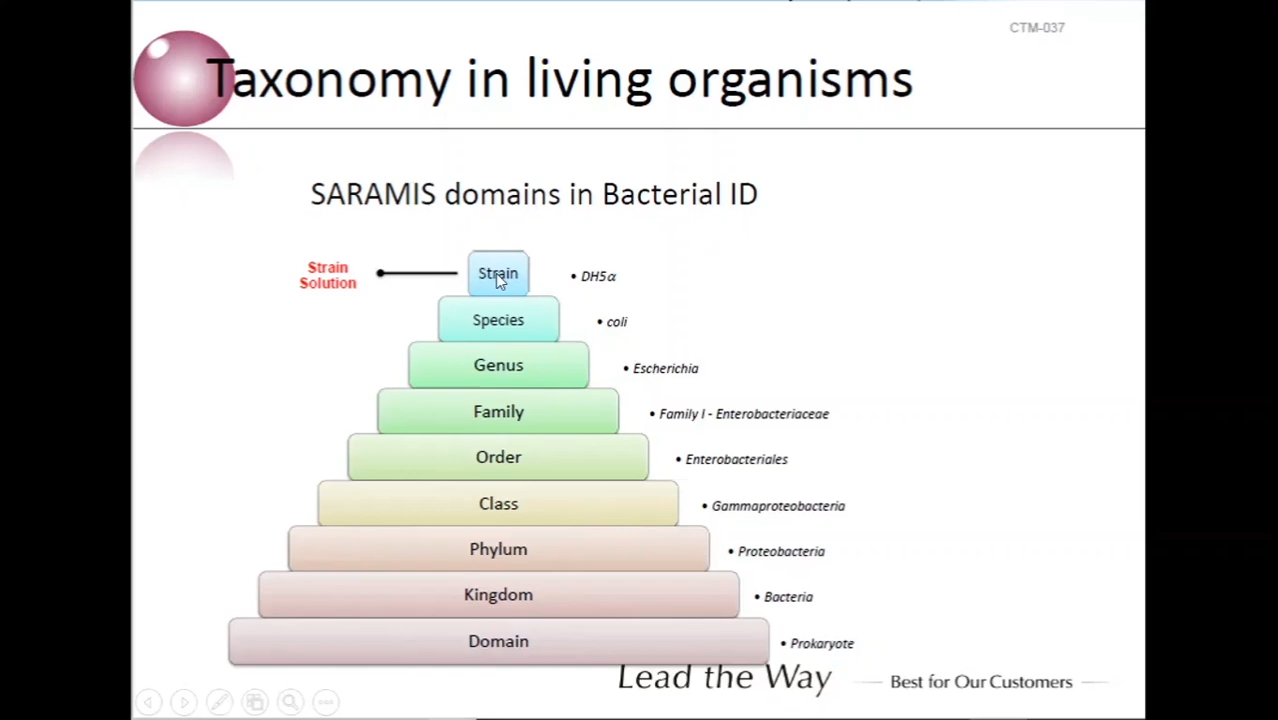 CTM-037
Taxonomy in living organisms
SARAMIS domains in Bacterial ID
Strain
Solution
Strain
• DH5α
Species
• coli
Genus
• Escherichia
Family
• Family I - Enterobacteriaceae
Order
• Enterobacteriales
Class
• Gammaproteobacteria
Phylum
• Proteobacteria
Kingdom
• Bacteria
Domain
• Prokaryote
Lead the Way
Best for Our Customers